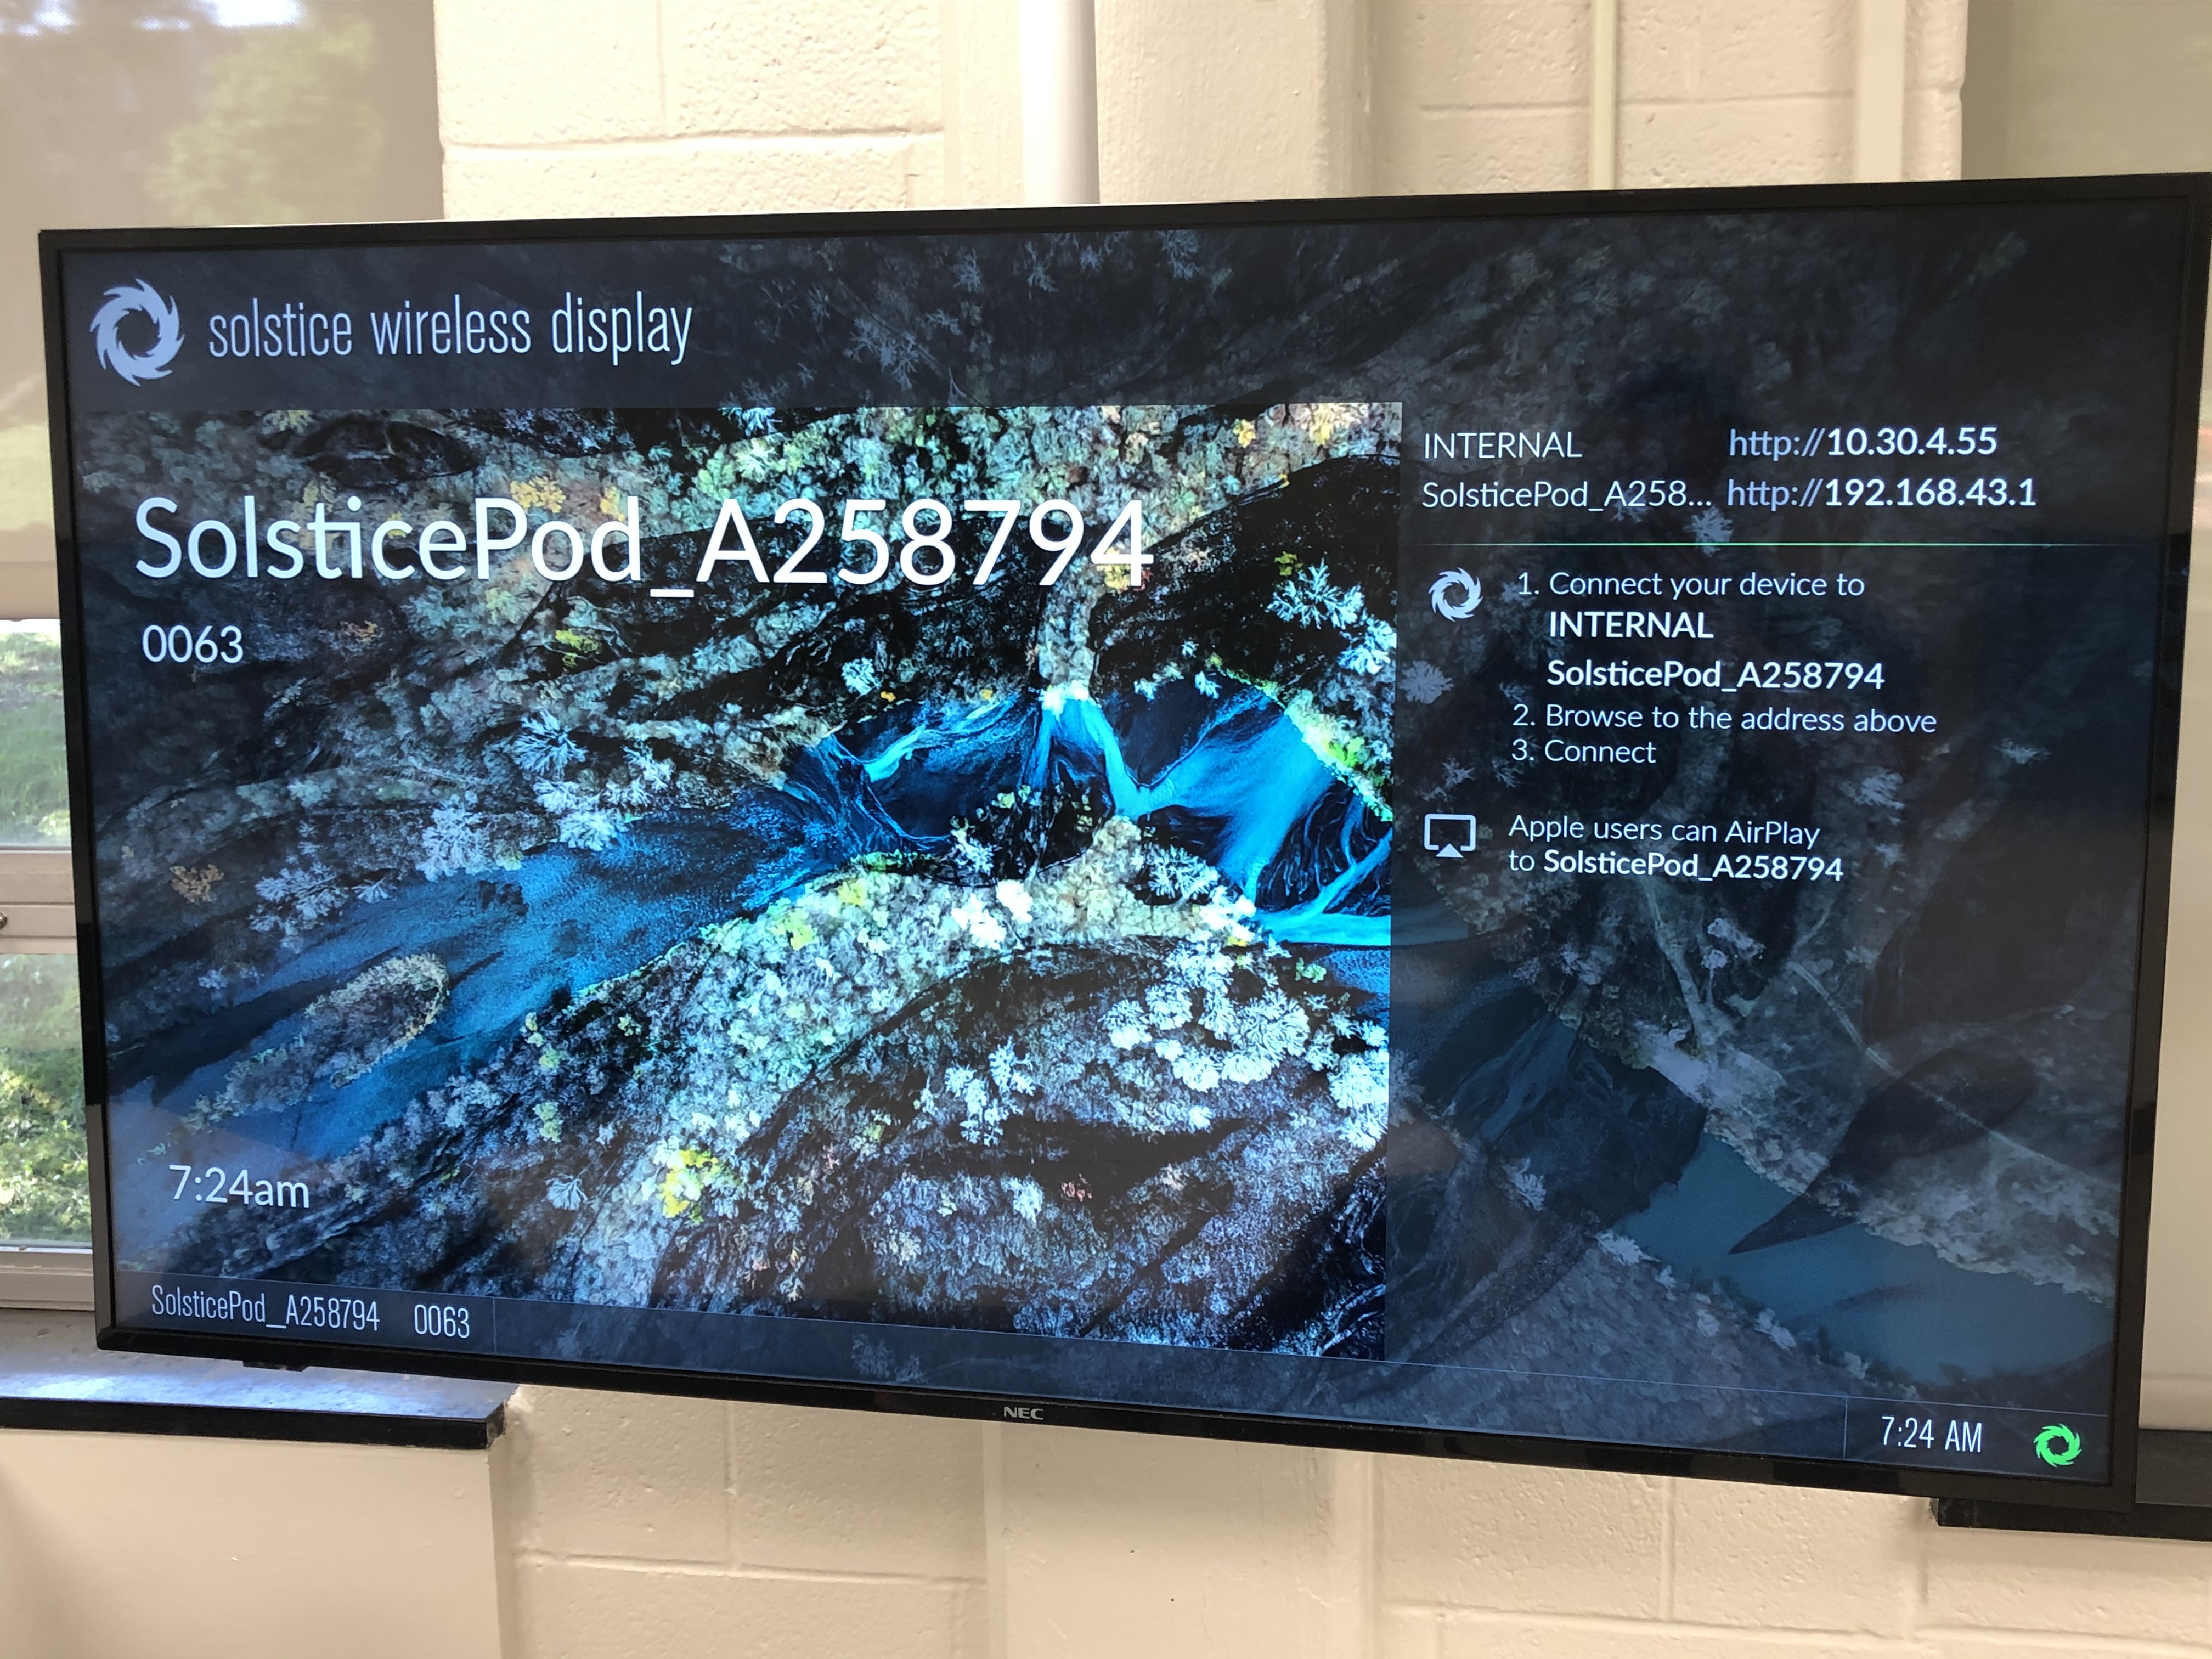 solstice wireless display
SolsticePod_A258794
0063
7:24am
INTERNAL http://10.30.4.55
SolsticePod_A258... http://192.168.43.1
1. Connect your device to
INTERNAL
SolsticePod_A258794
2. Browse to the address above
3. Connect
Apple users can AirPlay
to SolsticePod_A258794
SolsticePod_A258794 0063
7:24 AM
NEC